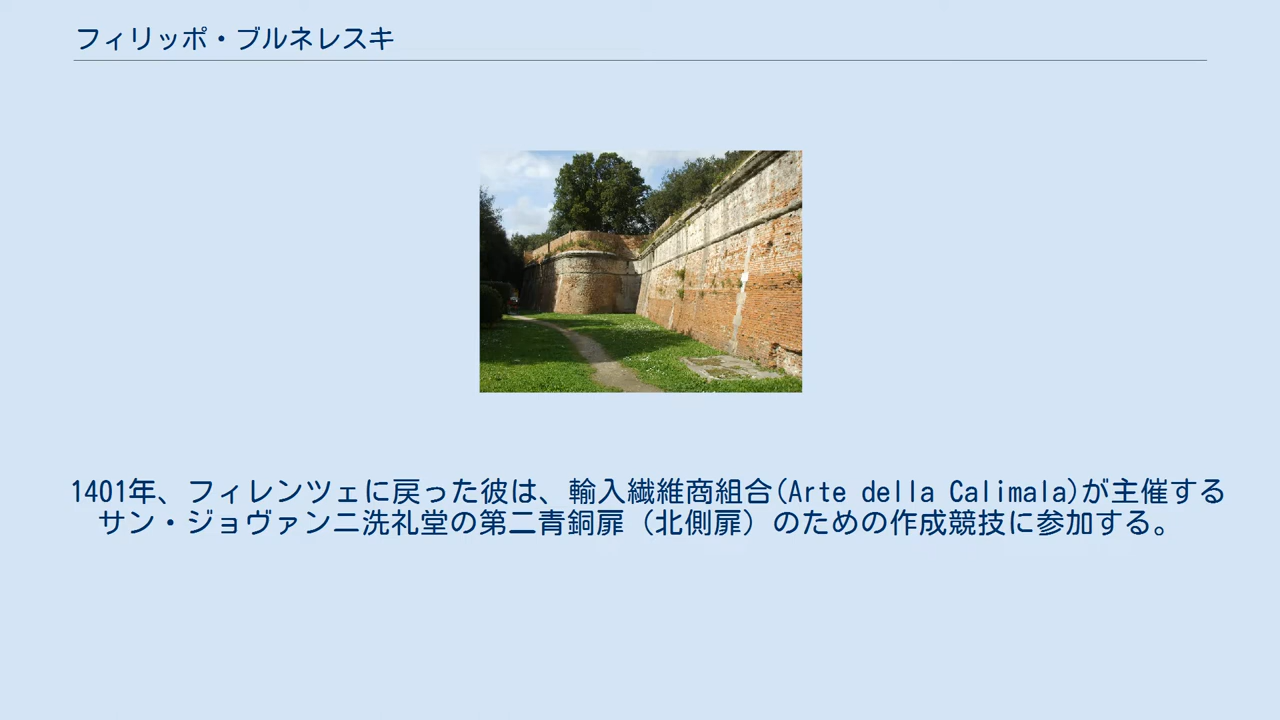 フィリッポ・ブルネレスキ
1401年、フィレンツェに戻った彼は、輸入繊維商組合(Arte della Calimala)が主催する
サン・ジョヴァンニ洗礼堂の第二青銅扉（北側扉）のための作成競技に参加する。